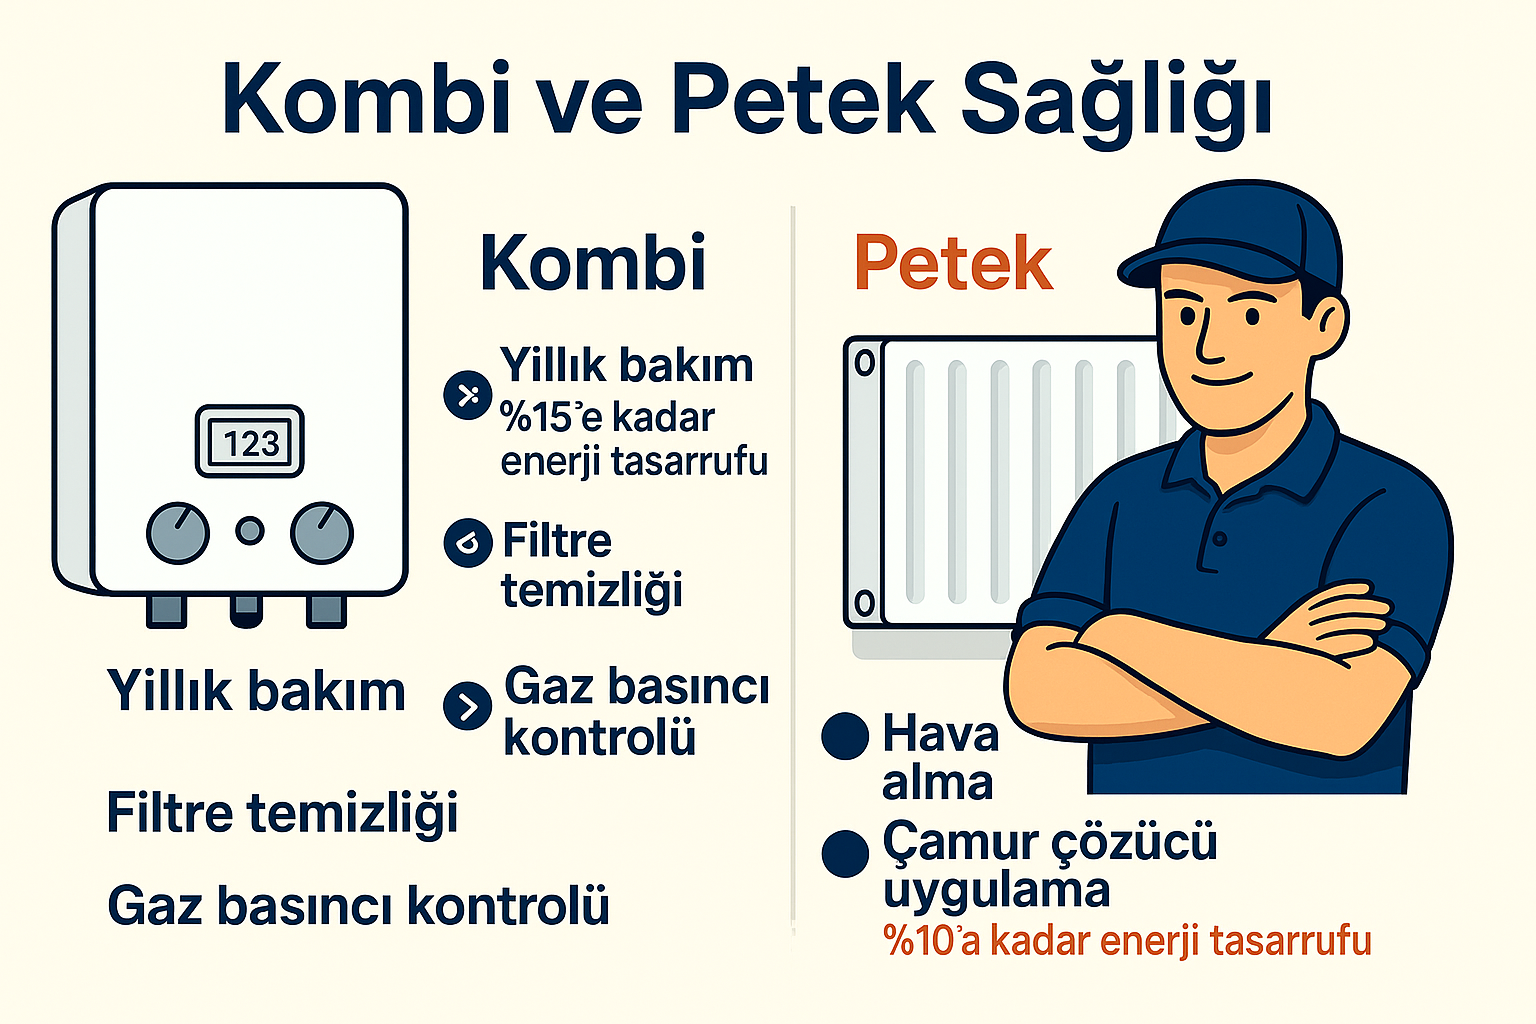 Kombi ve Petek Sağlığı
Kombi
Yillık bakım
%15'e kadar
enerji tasarrufu
Filtre
temizliği
Gaz basıncı
kontrolü
123
Yillık bakım
Filtre temizliği
Gaz basıncı kontrolü
Petek
Hava
alma
Çamur çözücü
uygulama
%10'a kadar enerji tasarrufu